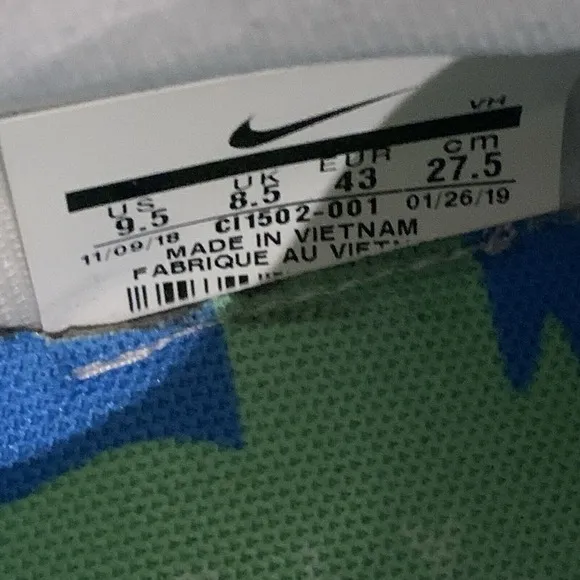 VM
US UK EUR cm
9.5 8.5 43 27.5
11/09/18 CI1502-001 01/26/19
MADE IN VIETNAM
FABRIQUE AU